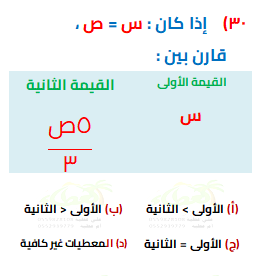 ٣٠) إذا كان : س = ص ،
قارن بين :
القيمة الأولى
القيمة الثانية
س
٥ص
٣
(أ) الأولى > الثانية
(ب) الأولى < الثانية
(ج) الأولى = الثانية
(د) المعطيات غير كافية